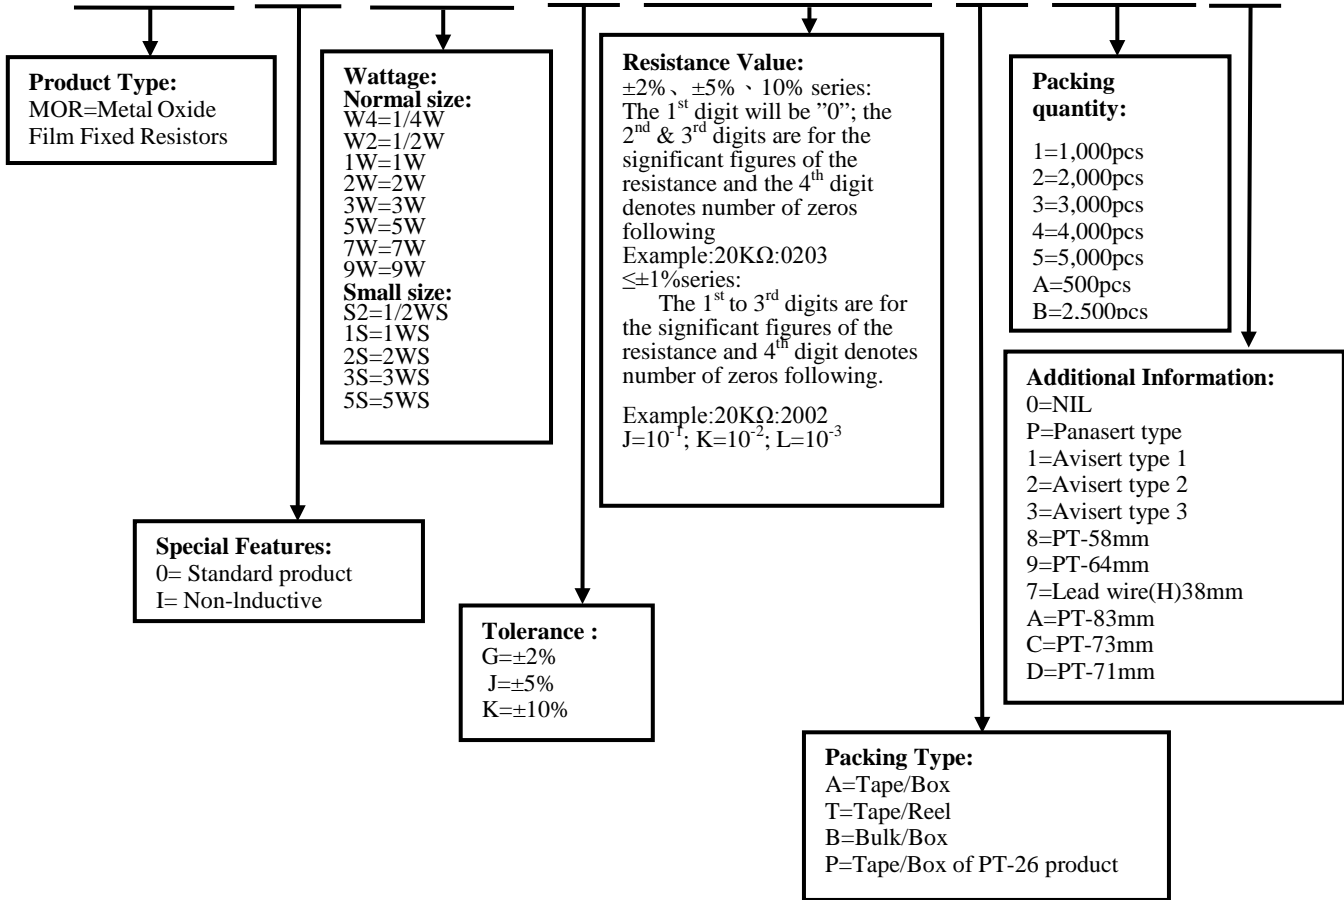 Product Type:
MOR=Metal Oxide
Film Fixed Resistors
Wattage:
Normal size:
W4=1/4W
W2=1/2W
1W=1W
2W=2W
3W=3W
5W=5W
7W=7W
9W=9W
Small size:
S2=1/2WS
1S=1WS
2S=2WS
3S=3WS
5S=5WS
Resistance Value:
±2%、±5%、10% series:
The 1st digit will be ”0”; the
2nd & 3rd digits are for the
significant figures of the
resistance and the 4th digit
denotes number of zeros
following
Example:20KΩ:0203
≤±1%series:
The 1st to 3rd digits are for
the significant figures of the
resistance and 4th digit denotes
number of zeros following.
Example:20KΩ:2002
J=10-1; K=10-2; L=10-3
Packing
quantity:
1=1,000pcs
2=2,000pcs
3=3,000pcs
4=4,000pcs
5=5,000pcs
A=500pcs
B=2,500pcs
Additional Information:
0=NIL
P=Panasert type
1=Avisert type 1
2=Avisert type 2
3=Avisert type 3
8=PT-58mm
9=PT-64mm
7=Lead wire(H)38mm
A=PT-83mm
C=PT-73mm
D=PT-71mm
Special Features:
0= Standard product
I= Non-lnductive
Tolerance :
G=±2%
J=±5%
K=±10%
Packing Type:
A=Tape/Box
T=Tape/Reel
B=Bulk/Box
P=Tape/Box of PT-26 product